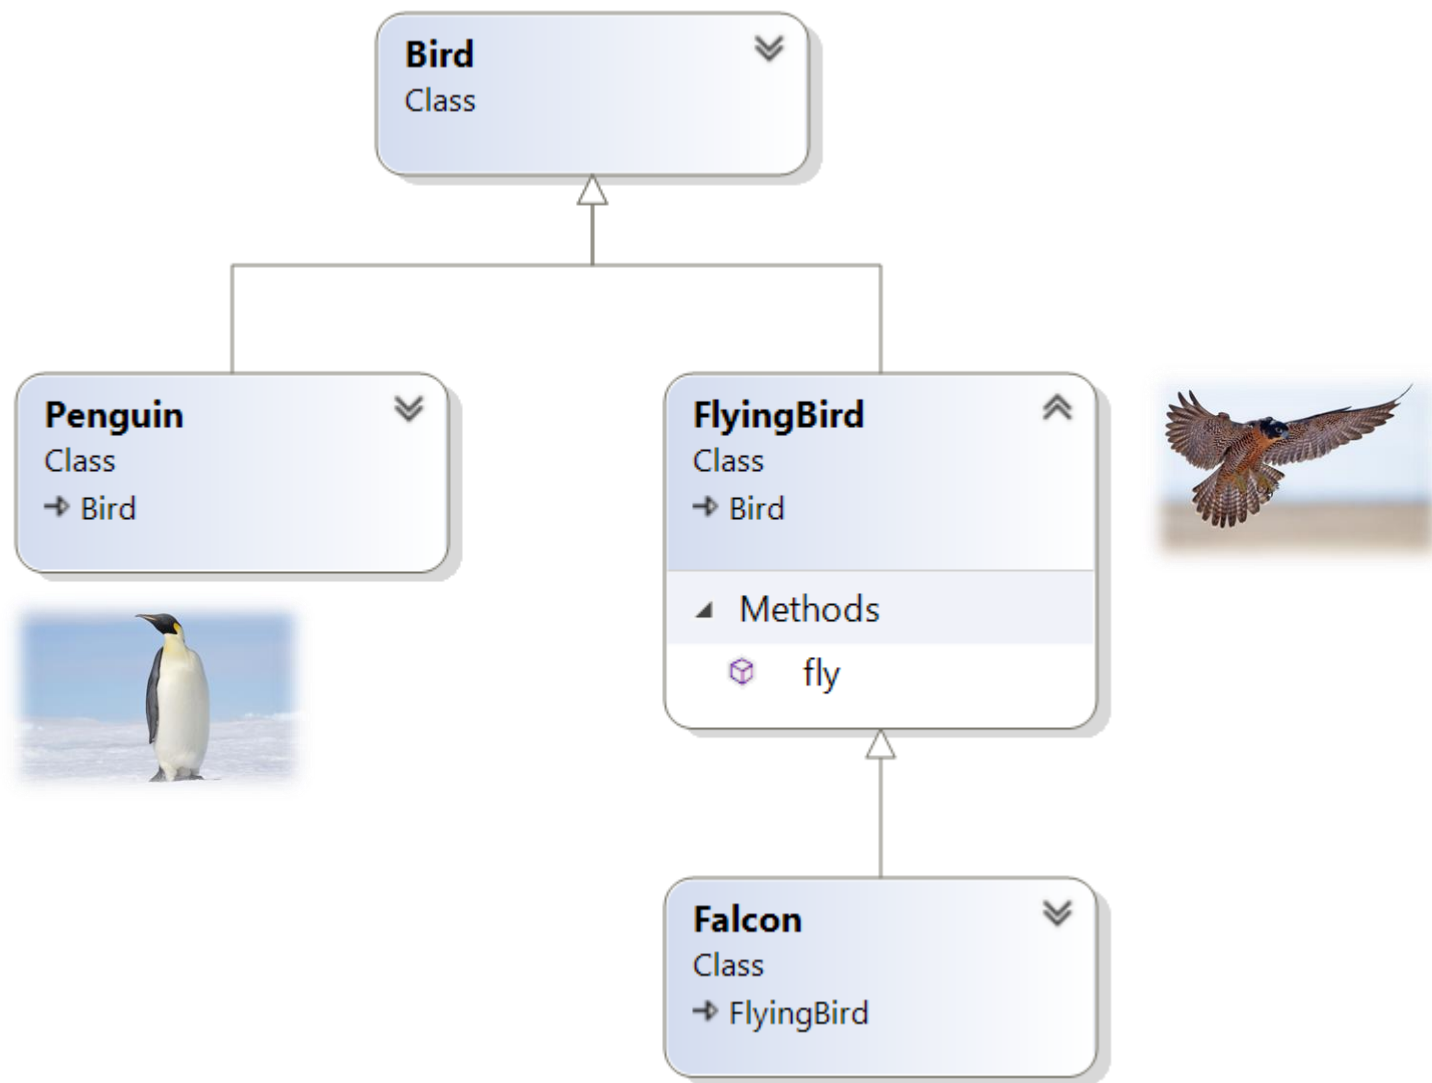 Bird
Class
Penguin
Class
Bird
FlyingBird
Class
Bird
Methods
fly
Falcon
Class
FlyingBird